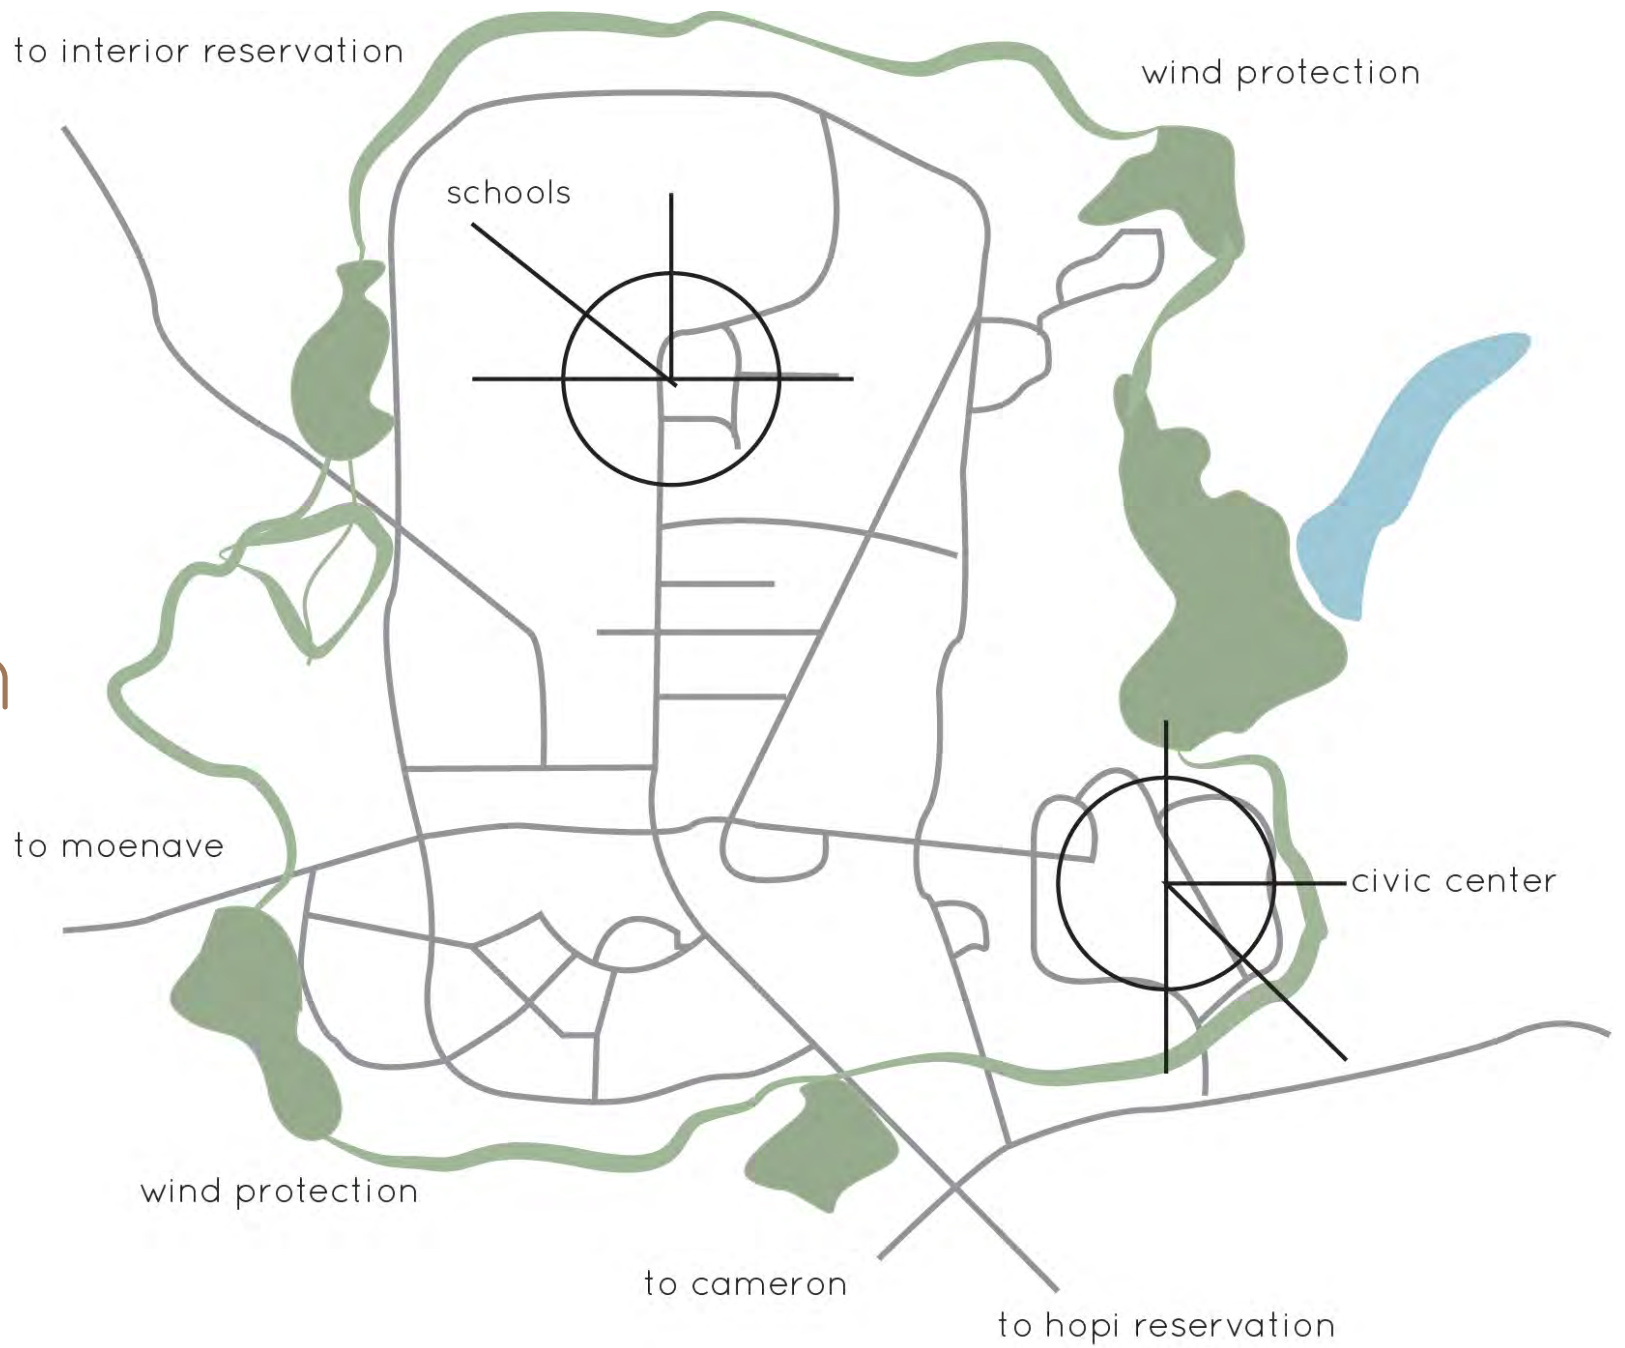 to interior reservation
wind protection
schools
to moenave
civic center
wind protection
to cameron
to hopi reservation